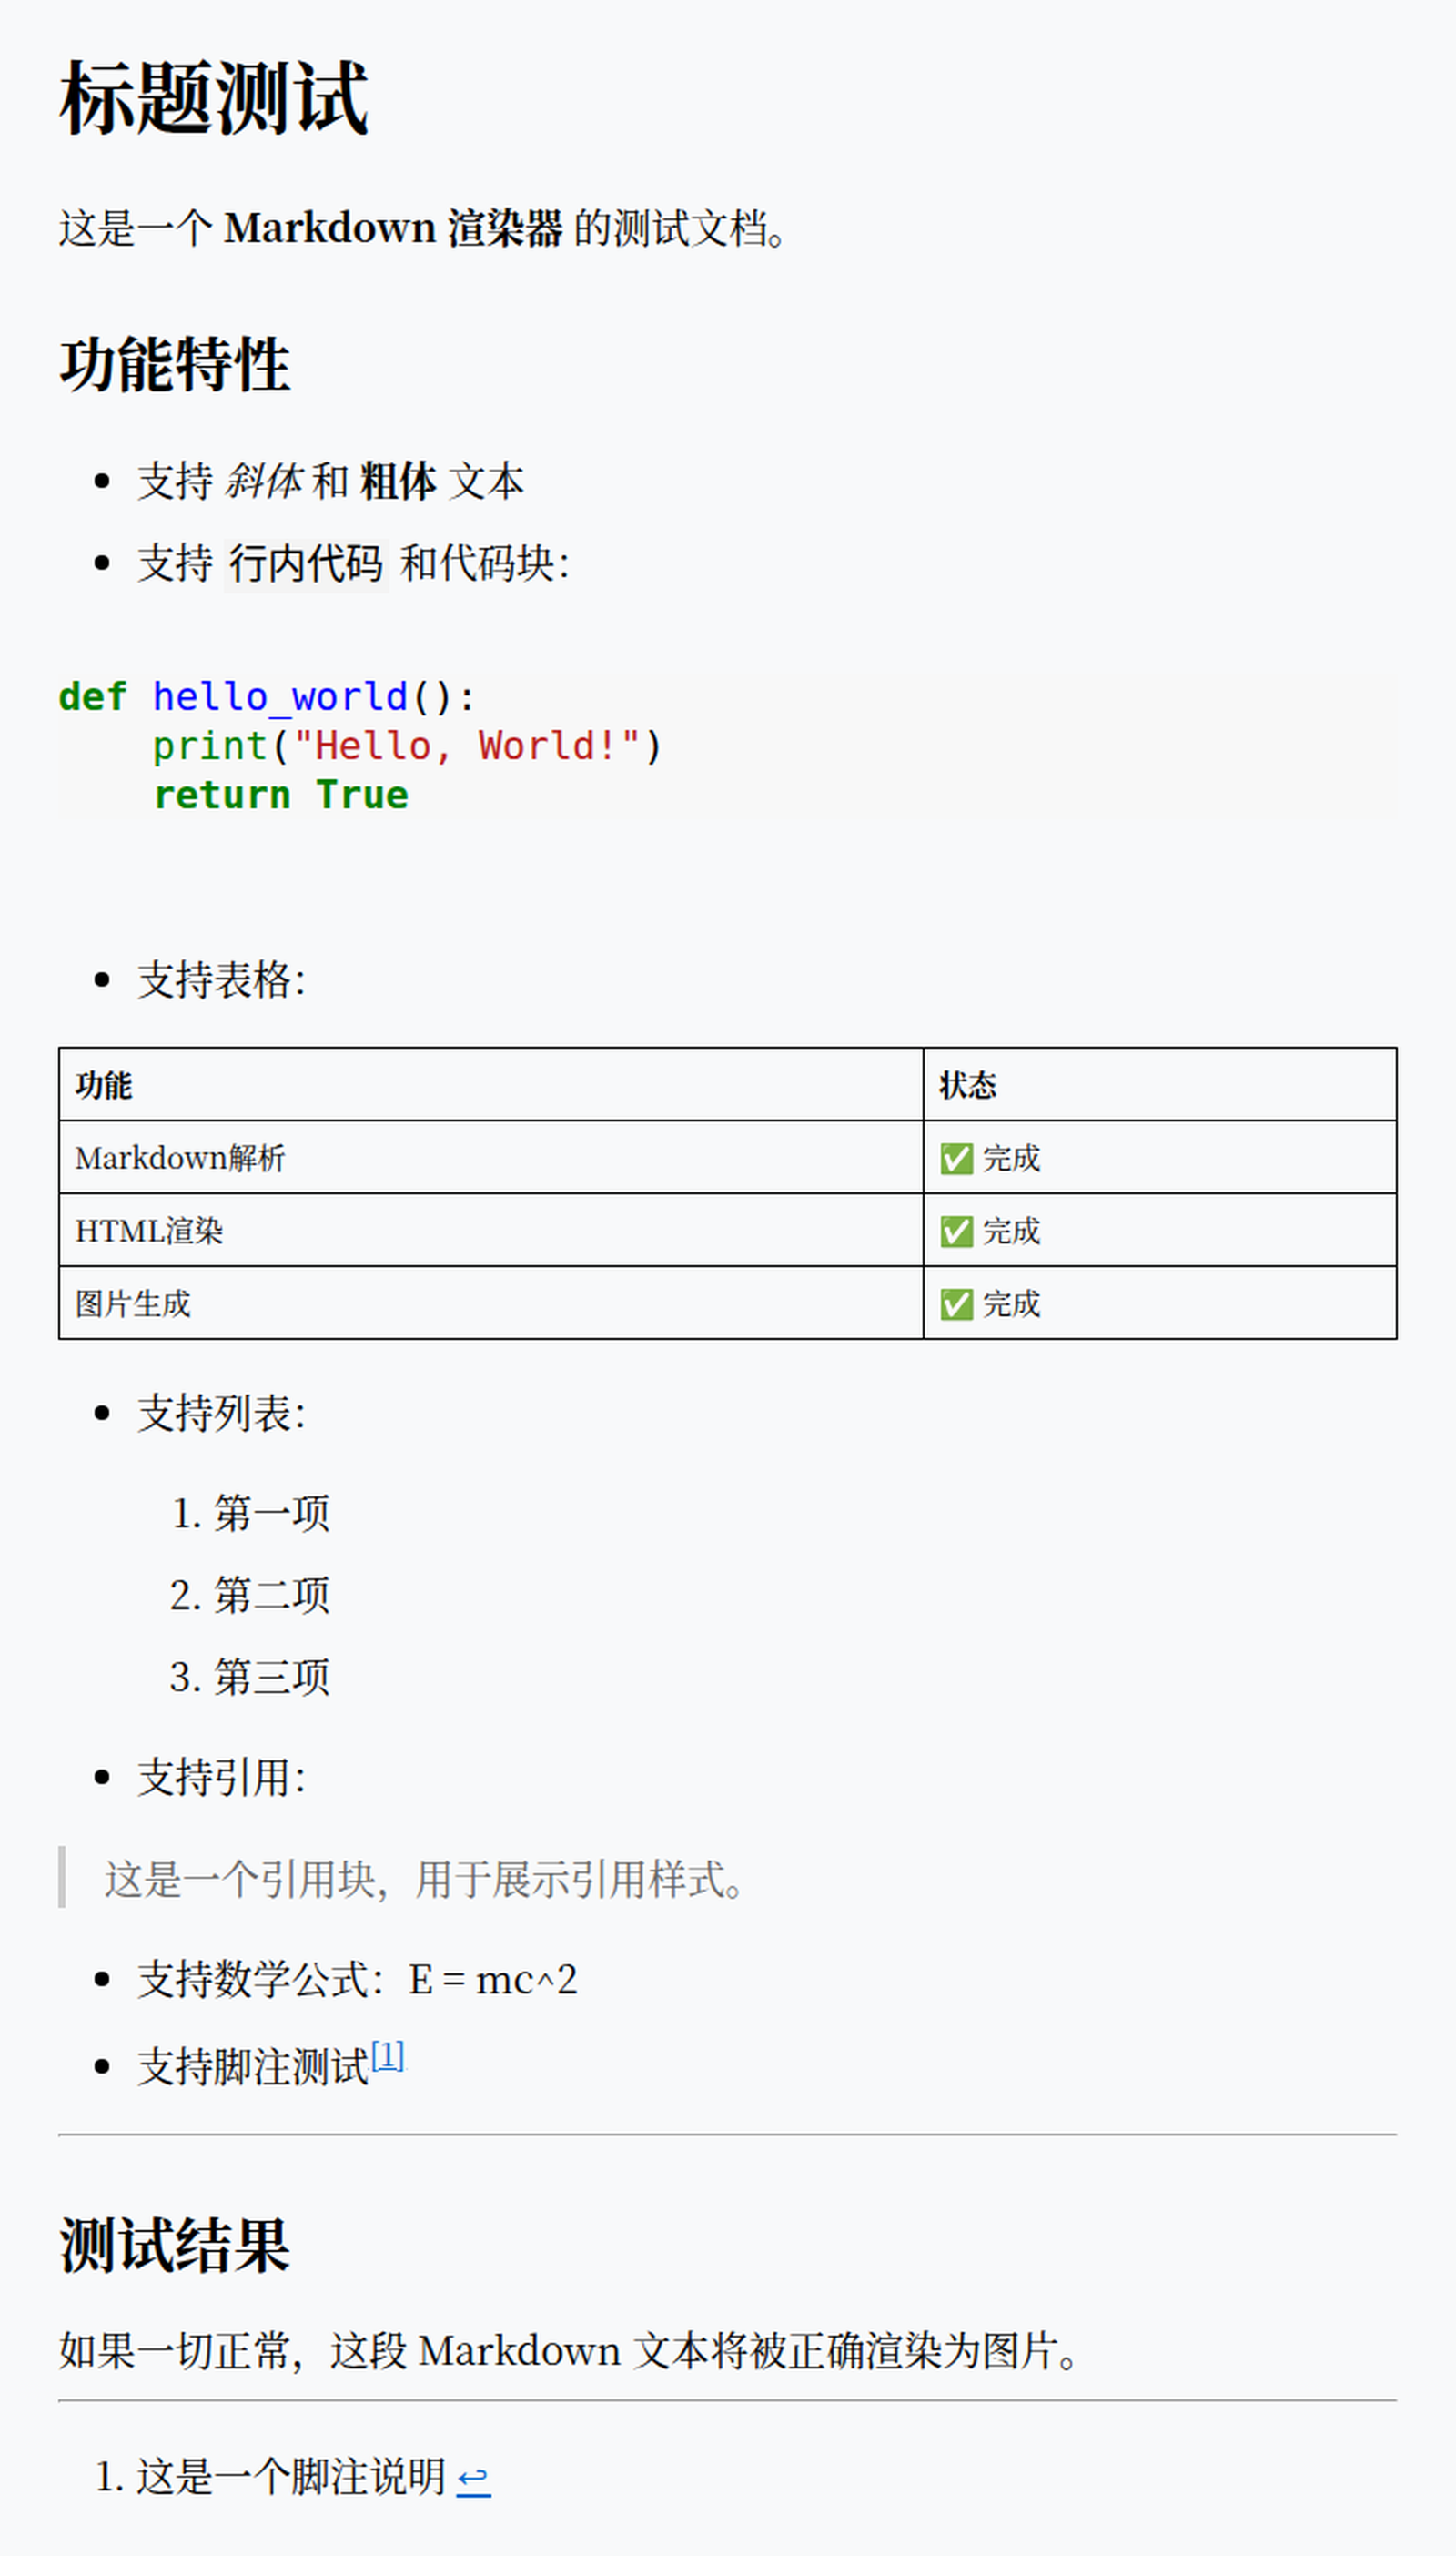 标题测试
这是一个 Markdown 渲染器 的测试文档。
功能特性
• 支持 斜体 和 粗体 文本
• 支持 行内代码 和代码块：
def hello_world():
    print("Hello, World!")
    return True
• 支持表格：
功能 状态
Markdown解析 ✅ 完成
HTML渲染 ✅ 完成
图片生成 ✅ 完成
• 支持列表：
1. 第一项
2. 第二项
3. 第三项
• 支持引用：
这是一个引用块，用于展示引用样式。
• 支持数学公式：E = mc^2
• 支持脚注测试[1]
测试结果
如果一切正常，这段 Markdown 文本将被正确渲染为图片。
1. 这是一个脚注说明 ↩